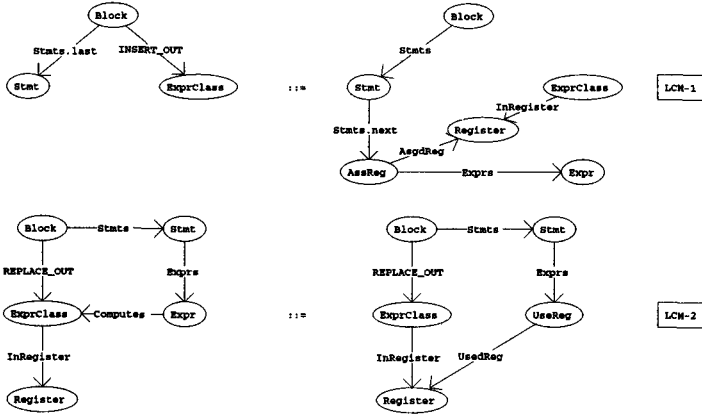 Block
Block
Stmts.last
INSERT_OUT
Stmts
Stmt
ExprClass
::=
Stmt
ExprClass
LCM-1
InRegister
Stmts.next
Register
AsgdReg
AssReg
Exprs
Expr
Block
Stmts
Stmt
Block
Stmts
Stmt
REPLACE_OUT
Exprs
REPLACE_OUT
Exprs
ExprClass
Computes
Expr
::=
ExprClass
UseReg
LCM-2
InRegister
InRegister
UsedReg
Register
Register